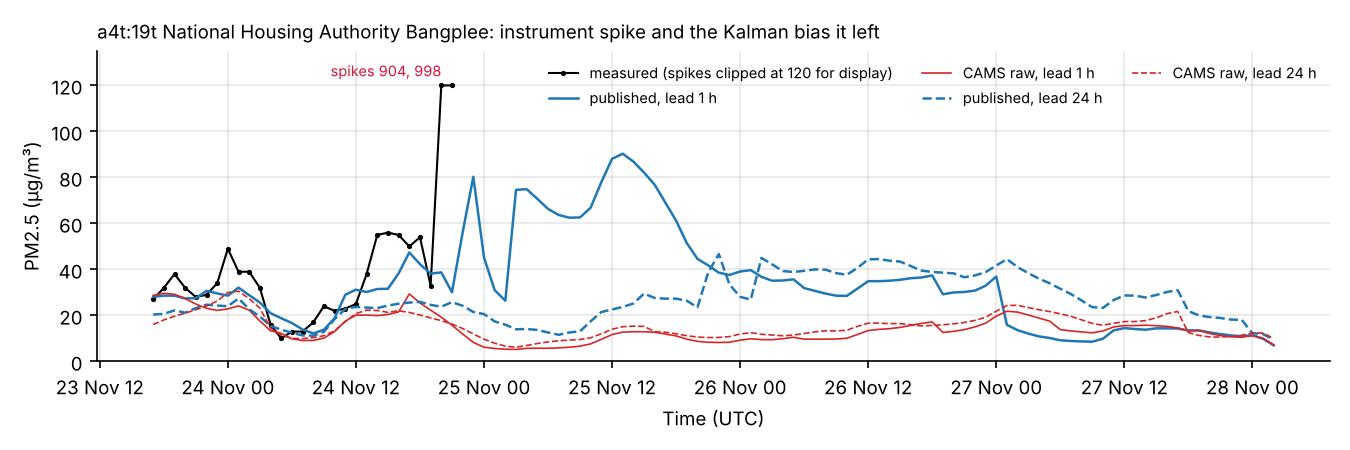 a4t:19t National Housing Authority Bangplee: instrument spike and the Kalman bias it left
spikes 904, 998
measured (spikes clipped at 120 for display)
published, lead 1 h
CAMS raw, lead 1 h
published, lead 24 h
CAMS raw, lead 24 h
PM2.5 (µg/m³)
120
100
80
60
40
20
0
23 Nov 12
24 Nov 00
24 Nov 12
25 Nov 00
25 Nov 12
26 Nov 00
26 Nov 12
27 Nov 00
27 Nov 12
28 Nov 00
Time (UTC)